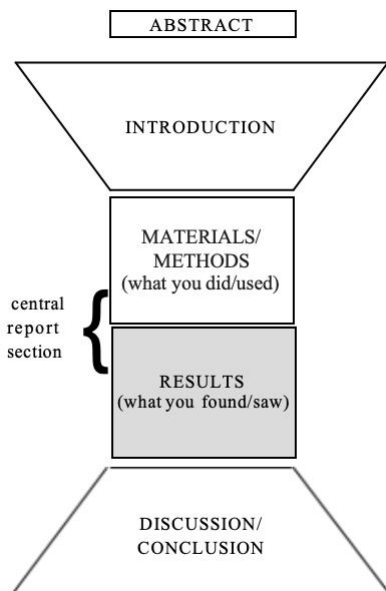 ABSTRACT
INTRODUCTION
MATERIALS/
METHODS
(what you did/used)
central
report
section
RESULTS
(what you found/saw)
DISCUSSION/
CONCLUSION